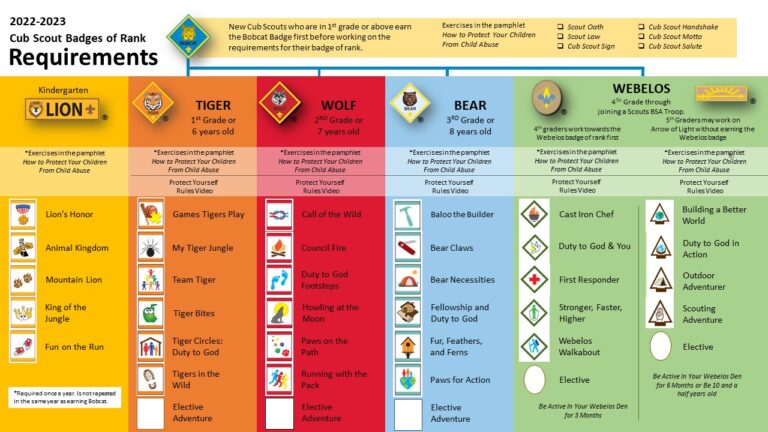 2022-2023
Cub Scout Badges of Rank
Requirements
BOBCAT
®
New Cub Scouts who are in 1st grade or above earn
the Bobcat Badge first before working on the
requirements for their badge of rank.
Exercises in the pamphlet
How to Protect Your Children
From Child Abuse
Scout Oath
Scout Law
Cub Scout Sign
Cub Scout Handshake
Cub Scout Motto
Cub Scout Salute
Kindergarten
LION
®
*Exercises in the pamphlet
How to Protect Your Children
From Child Abuse
Lion's Honor
Animal Kingdom
Mountain Lion
King of the
Jungle
Fun on the Run
*Required once a year. Is not repeated
in the same year as earning Bobcat.
®
TIGER
1st Grade or
6 years old
*Exercises in the pamphlet
How to Protect Your Children
From Child Abuse
Protect Yourself
Rules Video
Games Tigers Play
My Tiger Jungle
Team Tiger
Tiger Bites
Tiger Circles:
Duty to God
Tigers in the
Wild
Elective
Adventure
®
WOLF
2ND Grade or
7 years old
*Exercises in the pamphlet
How to Protect Your Children
From Child Abuse
Protect Yourself
Rules Video
Call of the Wild
Council Fire
Duty to God
Footsteps
Howling at the
Moon
Paws on the
Path
Running with the
Pack
Elective
Adventure
®
BEAR
3RD Grade or
8 years old
*Exercises in the pamphlet
How to Protect Your Children
From Child Abuse
Protect Yourself
Rules Video
Baloo the Builder
Bear Claws
Bear Necessities
Fellowship and
Duty to God
Fur, Feathers,
and Ferns
Paws for Action
Elective
Adventure
®
WEBELOS
4TH Grade through
joining a Scouts BSA Troop.
4th graders work towards the
Webelos badge of rank first
®
5th Graders may work on
Arrow of Light without earning the
Webelos badge
*Exercises in the pamphlet
How to Protect Your Children
From Child Abuse
Protect Yourself
Rules Video
Cast Iron Chef
Duty to God & You
First Responder
Stronger, Faster,
Higher
Webelos
Walkabout
Elective
Be Active In Your Webelos Den
for 3 Months
*Exercises in the pamphlet
How to Protect Your Children
From Child Abuse
Protect Yourself
Rules Video
Building a Better
World
Duty to God in
Action
Outdoor
Adventurer
Scouting
Adventure
Elective
Be Active In Your Webelos Den
for 6 Months or Be 10 and a
half years old